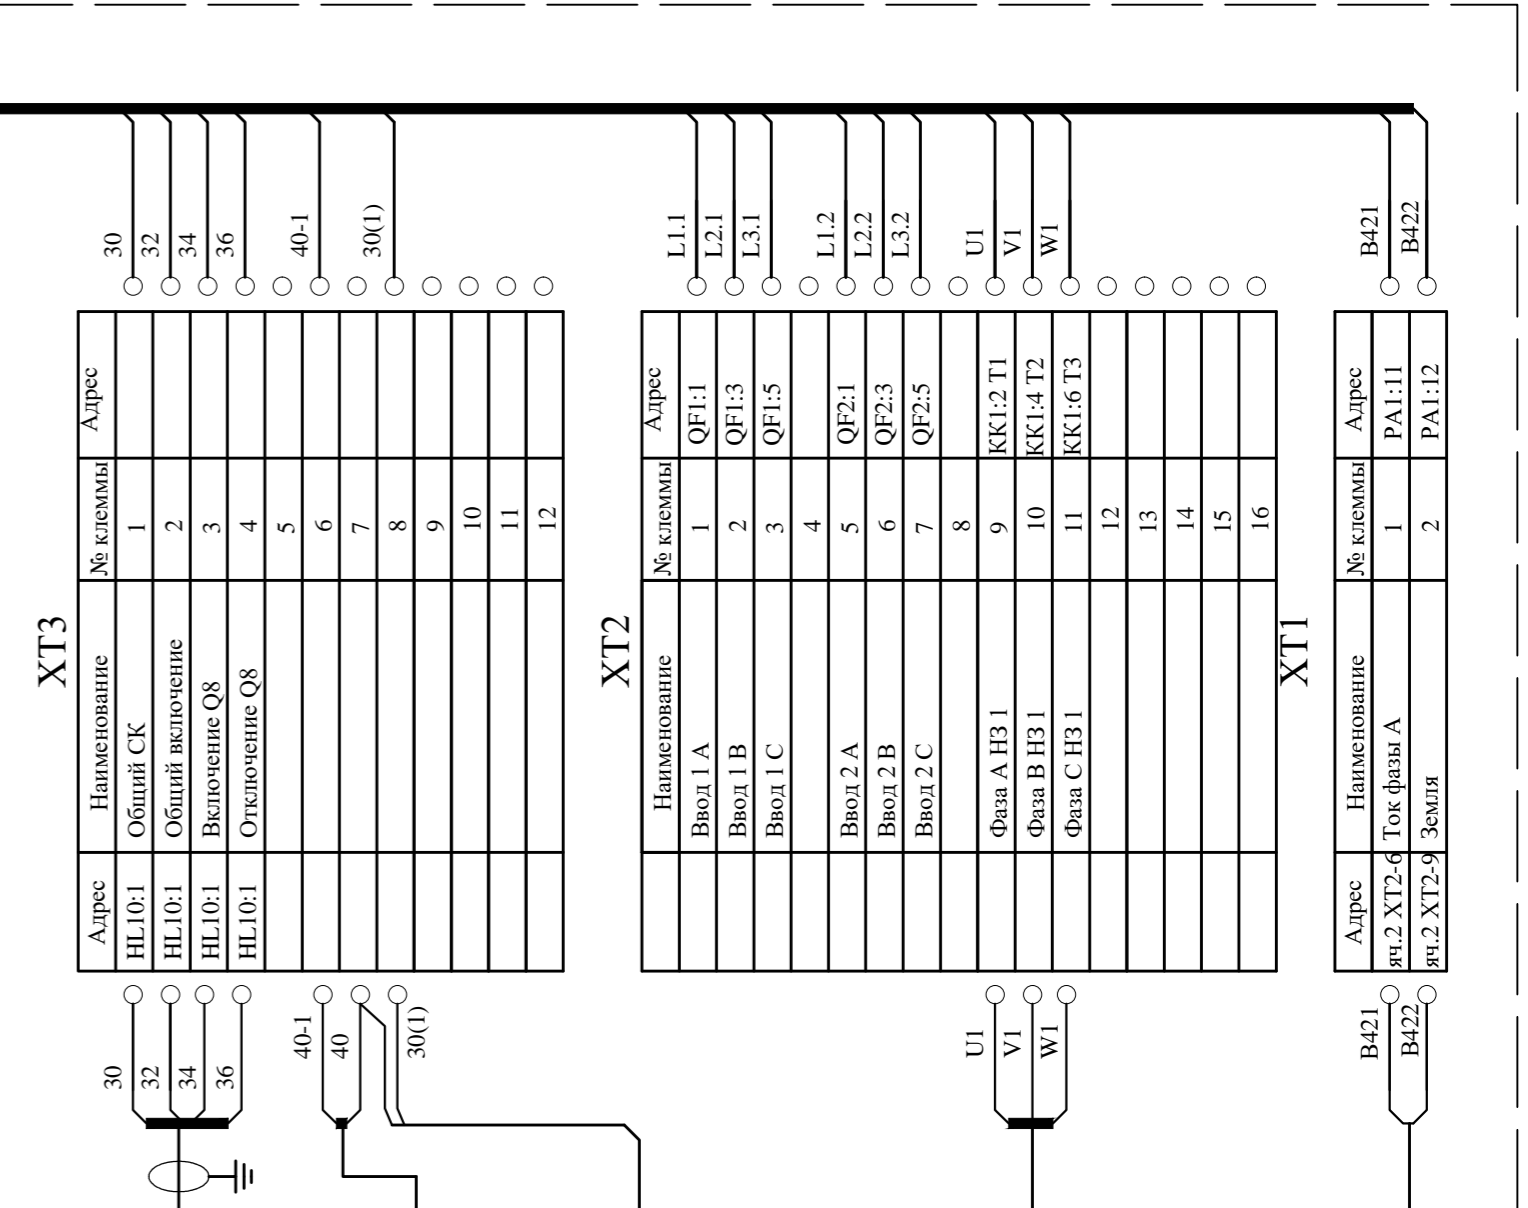 30
32
34
36
40-1
30(1)
L1.1
L2.1
L3.1
L1.2
L2.2
L3.2
U1
V1
W1
B421
B422
XT3
Адрес № клеммы Наименование Адрес
1 Общий СК HL10:1
2 Общий включение HL10:1
3 Включение Q8 HL10:1
4 Отключение Q8 HL10:1
5
6
7
8
9
10
11
12
XT2
Адрес № клеммы Наименование
QF1:1 1 Ввод 1 А
QF1:3 2 Ввод 1 В
QF1:5 3 Ввод 1 С
4
QF2:1 5 Ввод 2 А
QF2:3 6 Ввод 2 В
QF2:5 7 Ввод 2 С
8
KK1:2 T1 9 Фаза А НЗ 1
KK1:4 T2 10 Фаза В НЗ 1
KK1:6 T3 11 Фаза С НЗ 1
12
13
14
15
16
XT1
Адрес № клеммы Наименование Адрес
PA1:11 1 Ток фазы А яч.2 XT2-6
PA1:12 2 Земля яч.2 XT2-9
30
32
34
36
40-1
40
30(1)
U1
V1
W1
B421
B422